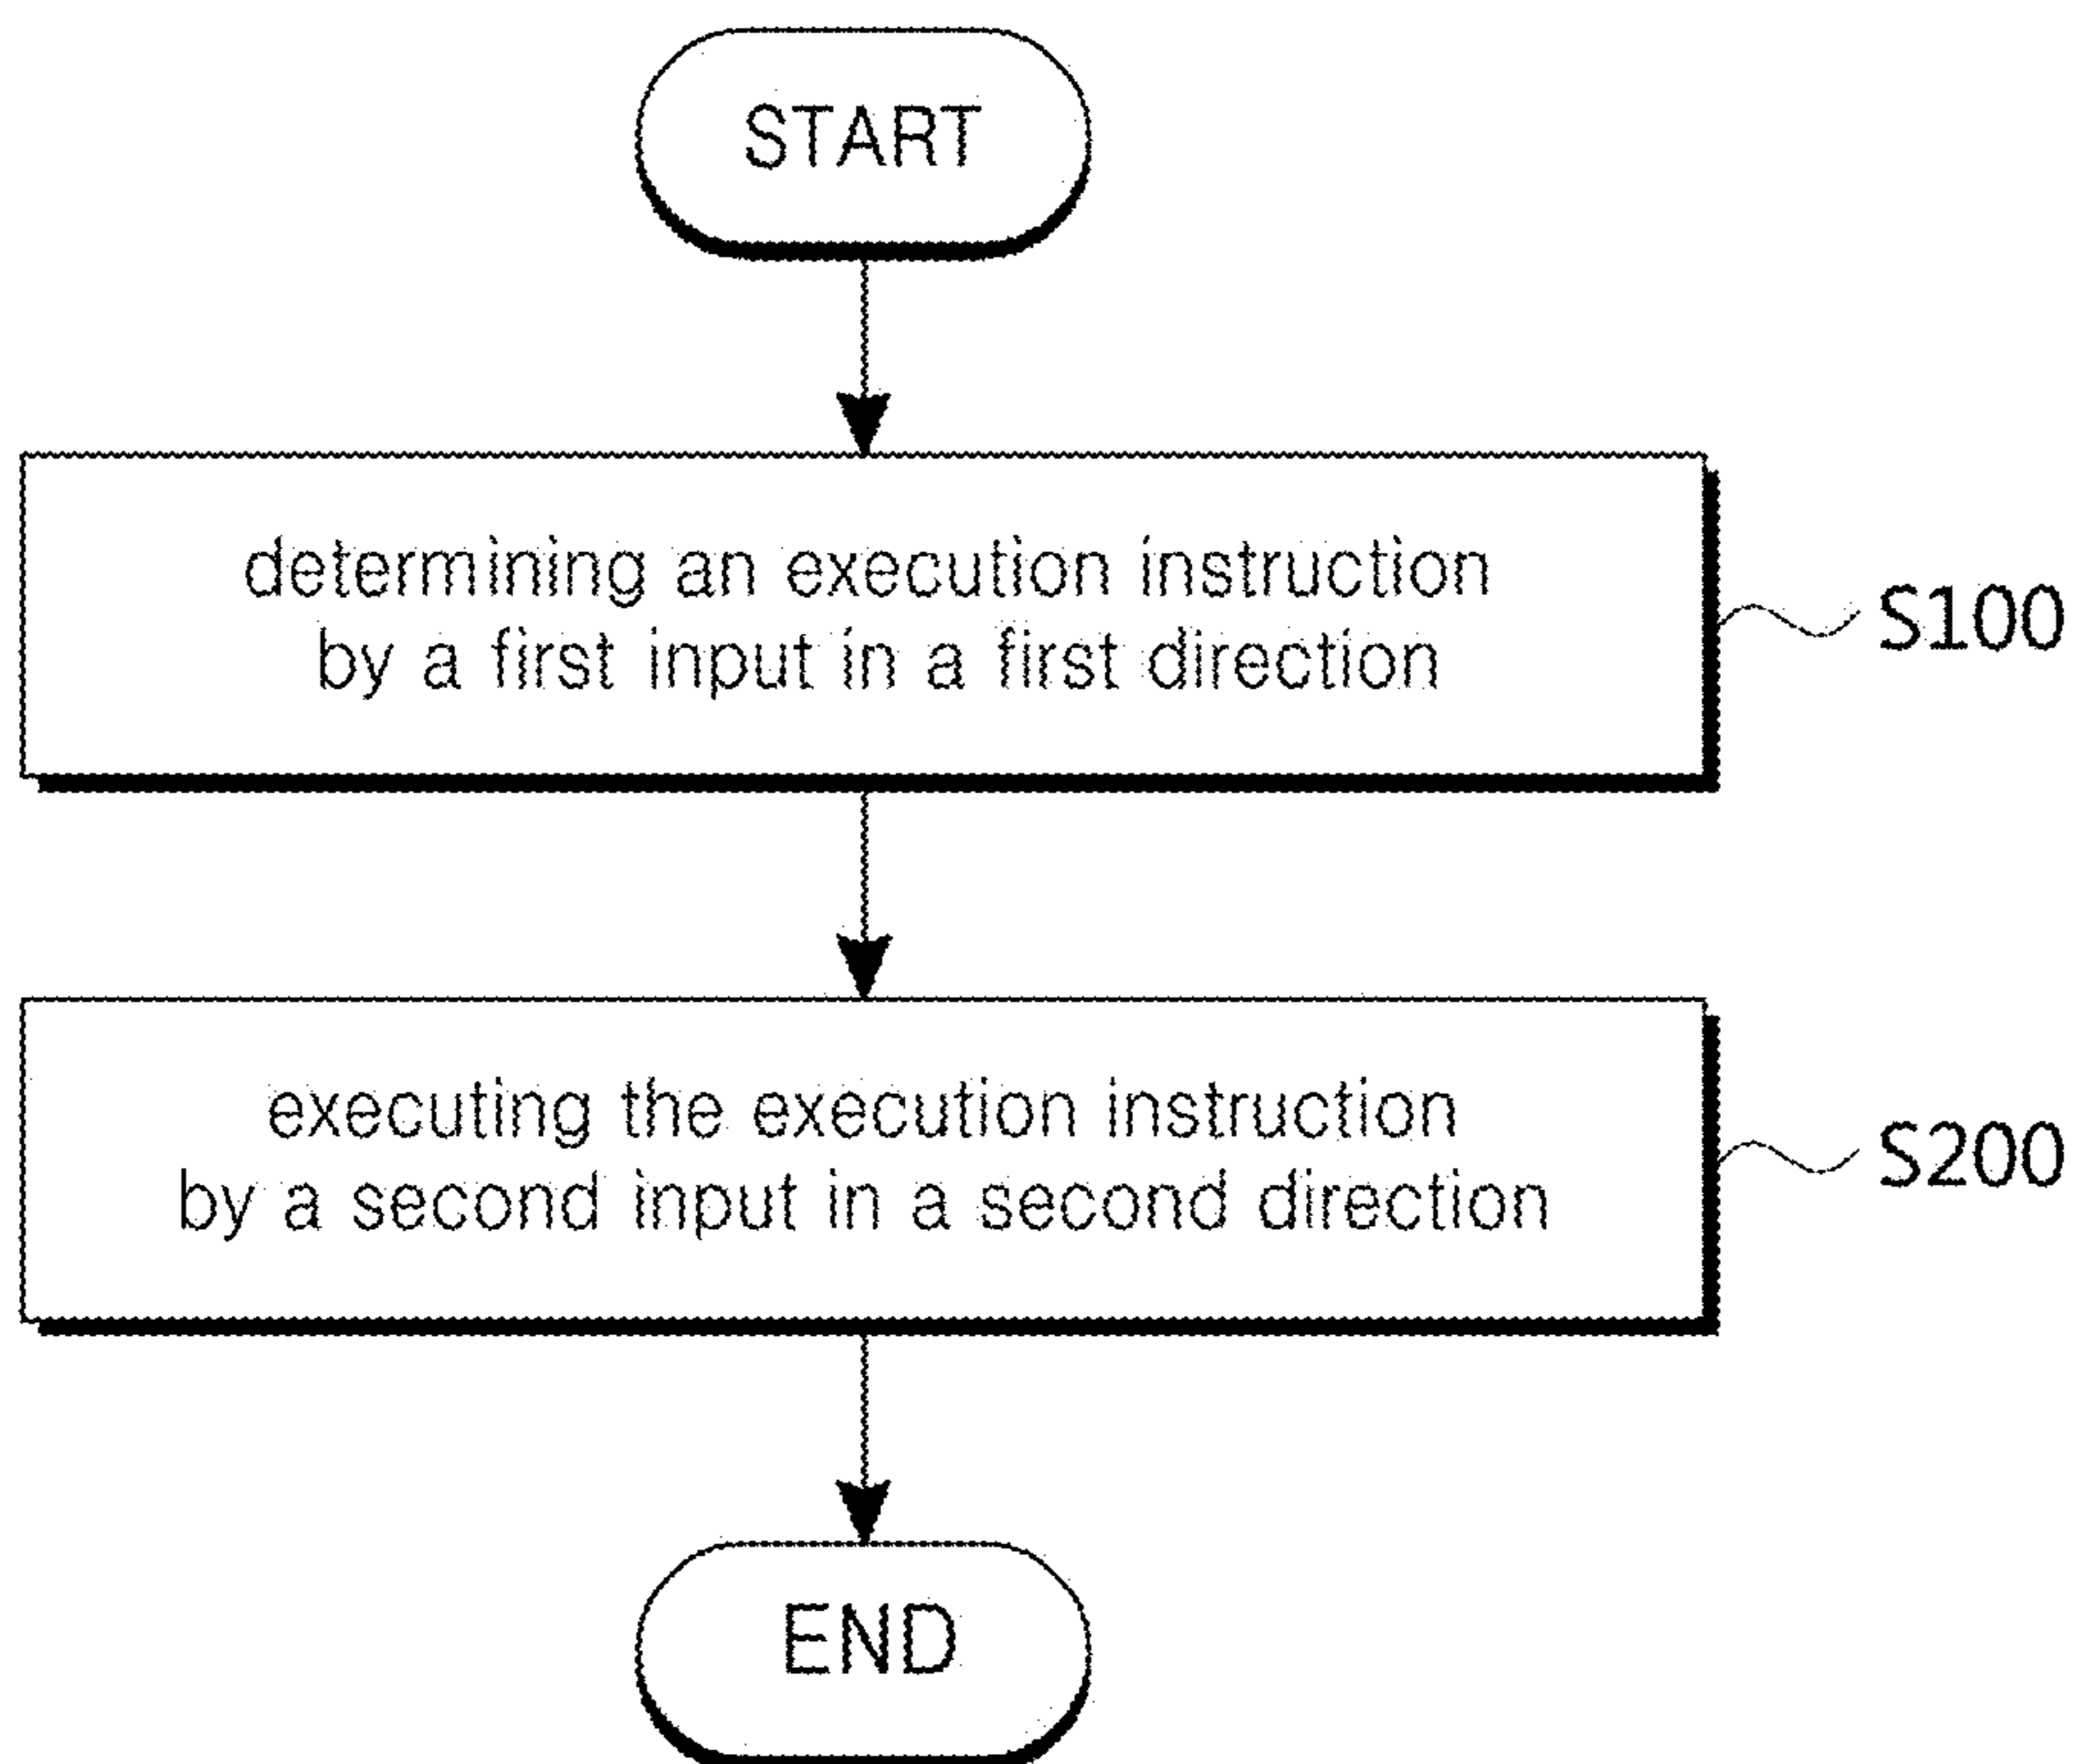 START
determining an execution instruction
by a first input in a first direction
S100
executing the execution instruction
by a second input in a second direction
S200
END